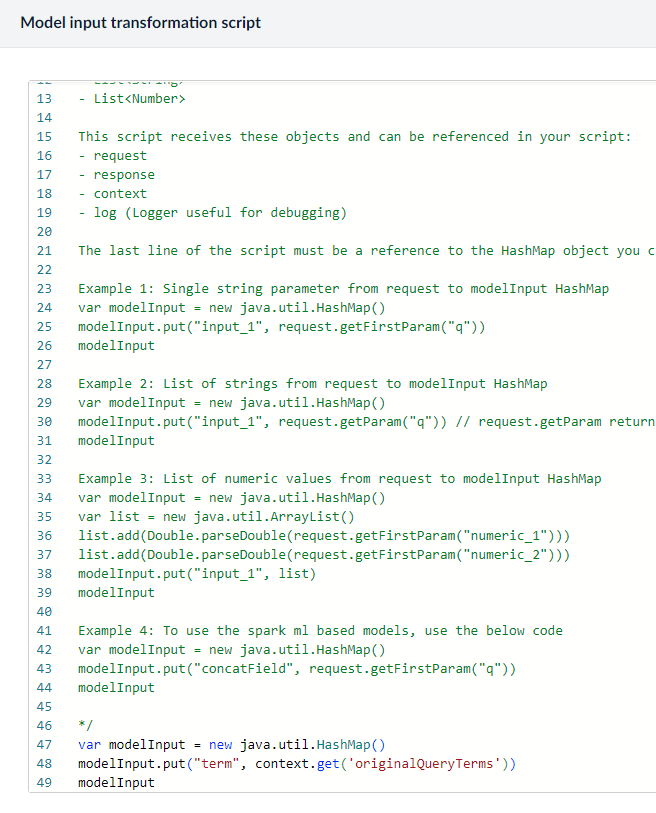 Model input transformation script
13 - List<Number>
14
15 This script receives these objects and can be referenced in your script:
16 - request
17 - response
18 - context
19 - log (Logger useful for debugging)
20
21 The last line of the script must be a reference to the HashMap object you c
22
23 Example 1: Single string parameter from request to modelInput HashMap
24 var modelInput = new java.util.HashMap()
25 modelInput.put("input_1", request.getFirstParam("q"))
26 modelInput
27
28 Example 2: List of strings from request to modelInput HashMap
29 var modelInput = new java.util.HashMap()
30 modelInput.put("input_1", request.getParam("q")) // request.getParam return
31 modelInput
32
33 Example 3: List of numeric values from request to modelInput HashMap
34 var modelInput = new java.util.HashMap()
35 var list = new java.util.ArrayList()
36 list.add(Double.parseDouble(request.getFirstParam("numeric_1")))
37 list.add(Double.parseDouble(request.getFirstParam("numeric_2")))
38 modelInput.put("input_1", list)
39 modelInput
40
41 Example 4: To use the spark ml based models, use the below code
42 var modelInput = new java.util.HashMap()
43 modelInput.put("concatField", request.getFirstParam("q"))
44 modelInput
45
46 */
47 var modelInput = new java.util.HashMap()
48 modelInput.put("term", context.get('originalQueryTerms'))
49 modelInput